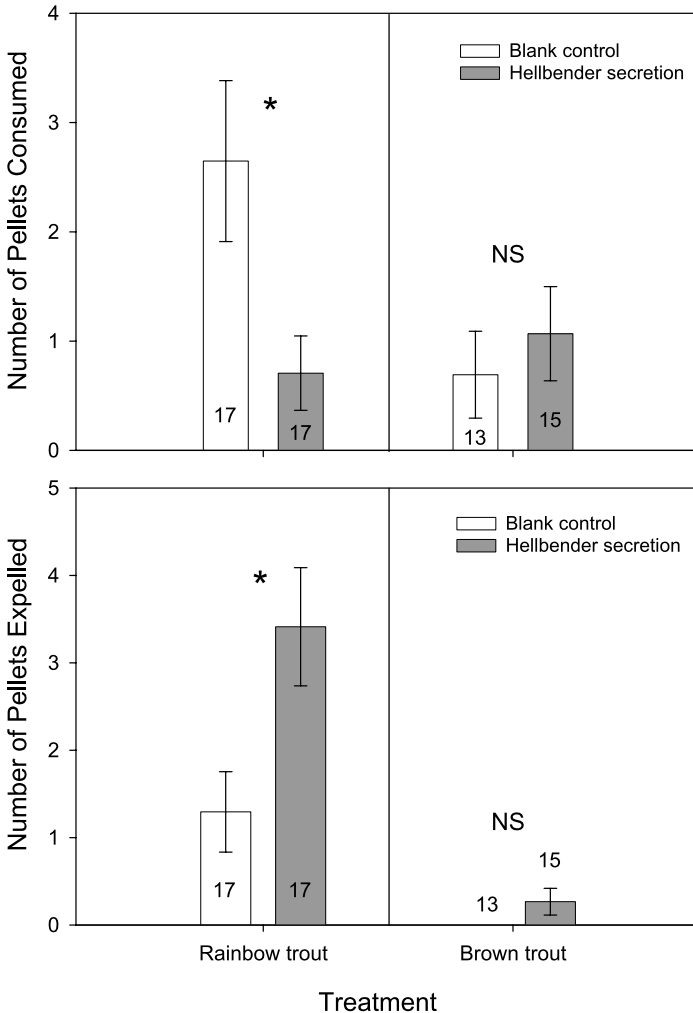 4
Blank control
Hellbender secretion
*
3
Number of Pellets Consumed
2
NS
1
17
17
13
15
0
5
Blank control
Hellbender secretion
4
*
Number of Pellets Expelled
3
2
NS
1
15
17
17
13
0
Rainbow trout
Brown trout
Treatment